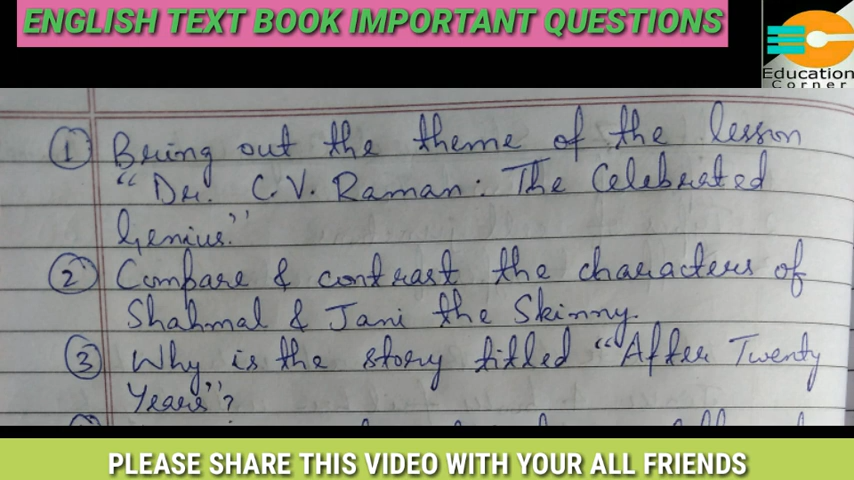 ENGLISH TEXT BOOK IMPORTANT QUESTIONS
Education
Corner
① Bring out the theme of the lesson
"Dr. C.V. Raman: The Celebrated
Genius."
② Compare & contrast the characters of
Shahmal & Jani the Skinny.
③ Why is the story titled "After Twenty
Years"?
PLEASE SHARE THIS VIDEO WITH YOUR ALL FRIENDS